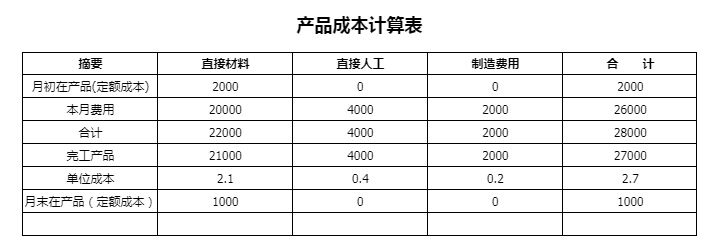 产品成本计算表
摘要 直接材料 直接人工 制造费用 合 计
月初在产品(定额成本) 2000 0 0 2000
本月费用 20000 4000 2000 26000
合计 22000 4000 2000 28000
完工产品 21000 4000 2000 27000
单位成本 2.1 0.4 0.2 2.7
月末在产品（定额成本） 1000 0 0 1000